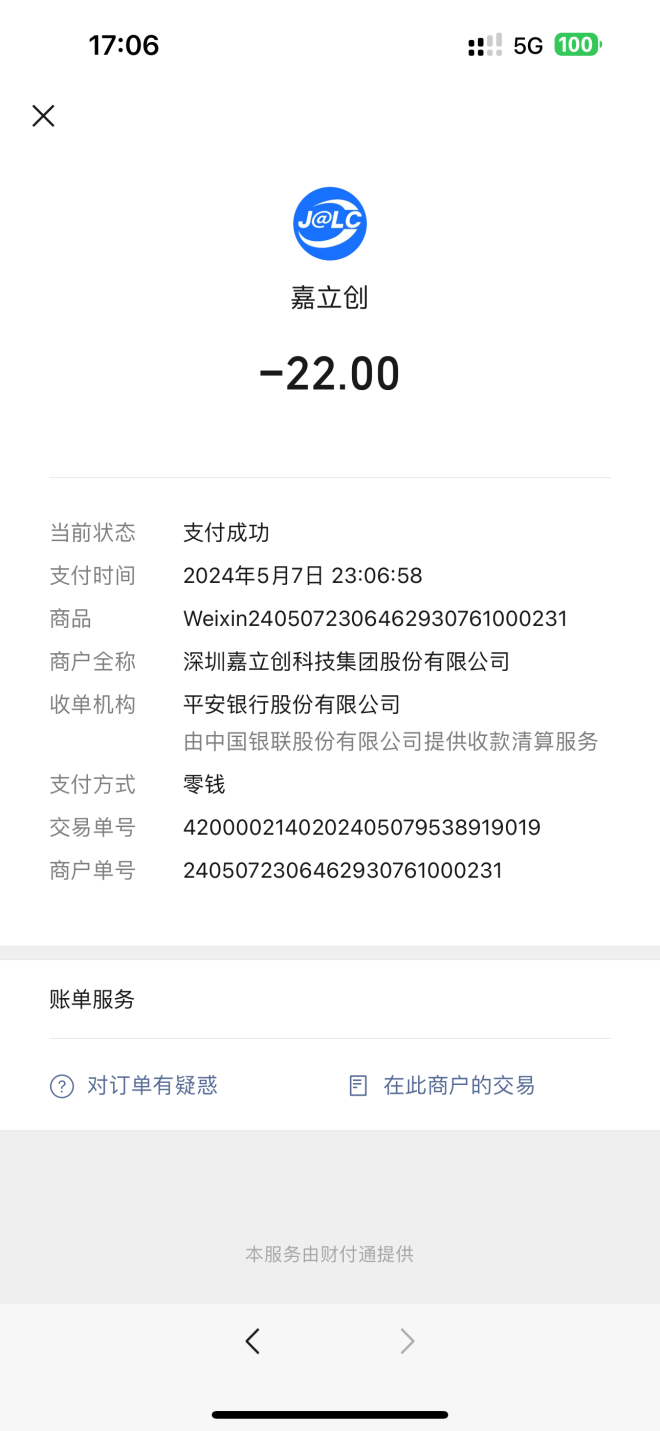 17:06 5G 100
J@LC
嘉立创
-22.00
当前状态 支付成功
支付时间 2024年5月7日 23:06:58
商品 Weixin2405072306462930761000231
商户全称 深圳嘉立创科技集团股份有限公司
收单机构 平安银行股份有限公司
由中国银联股份有限公司提供收款清算服务
支付方式 零钱
交易单号 4200002140202405079538919019
商户单号 2405072306462930761000231
账单服务
? 对订单有疑惑 在此商户的交易
本服务由财付通提供